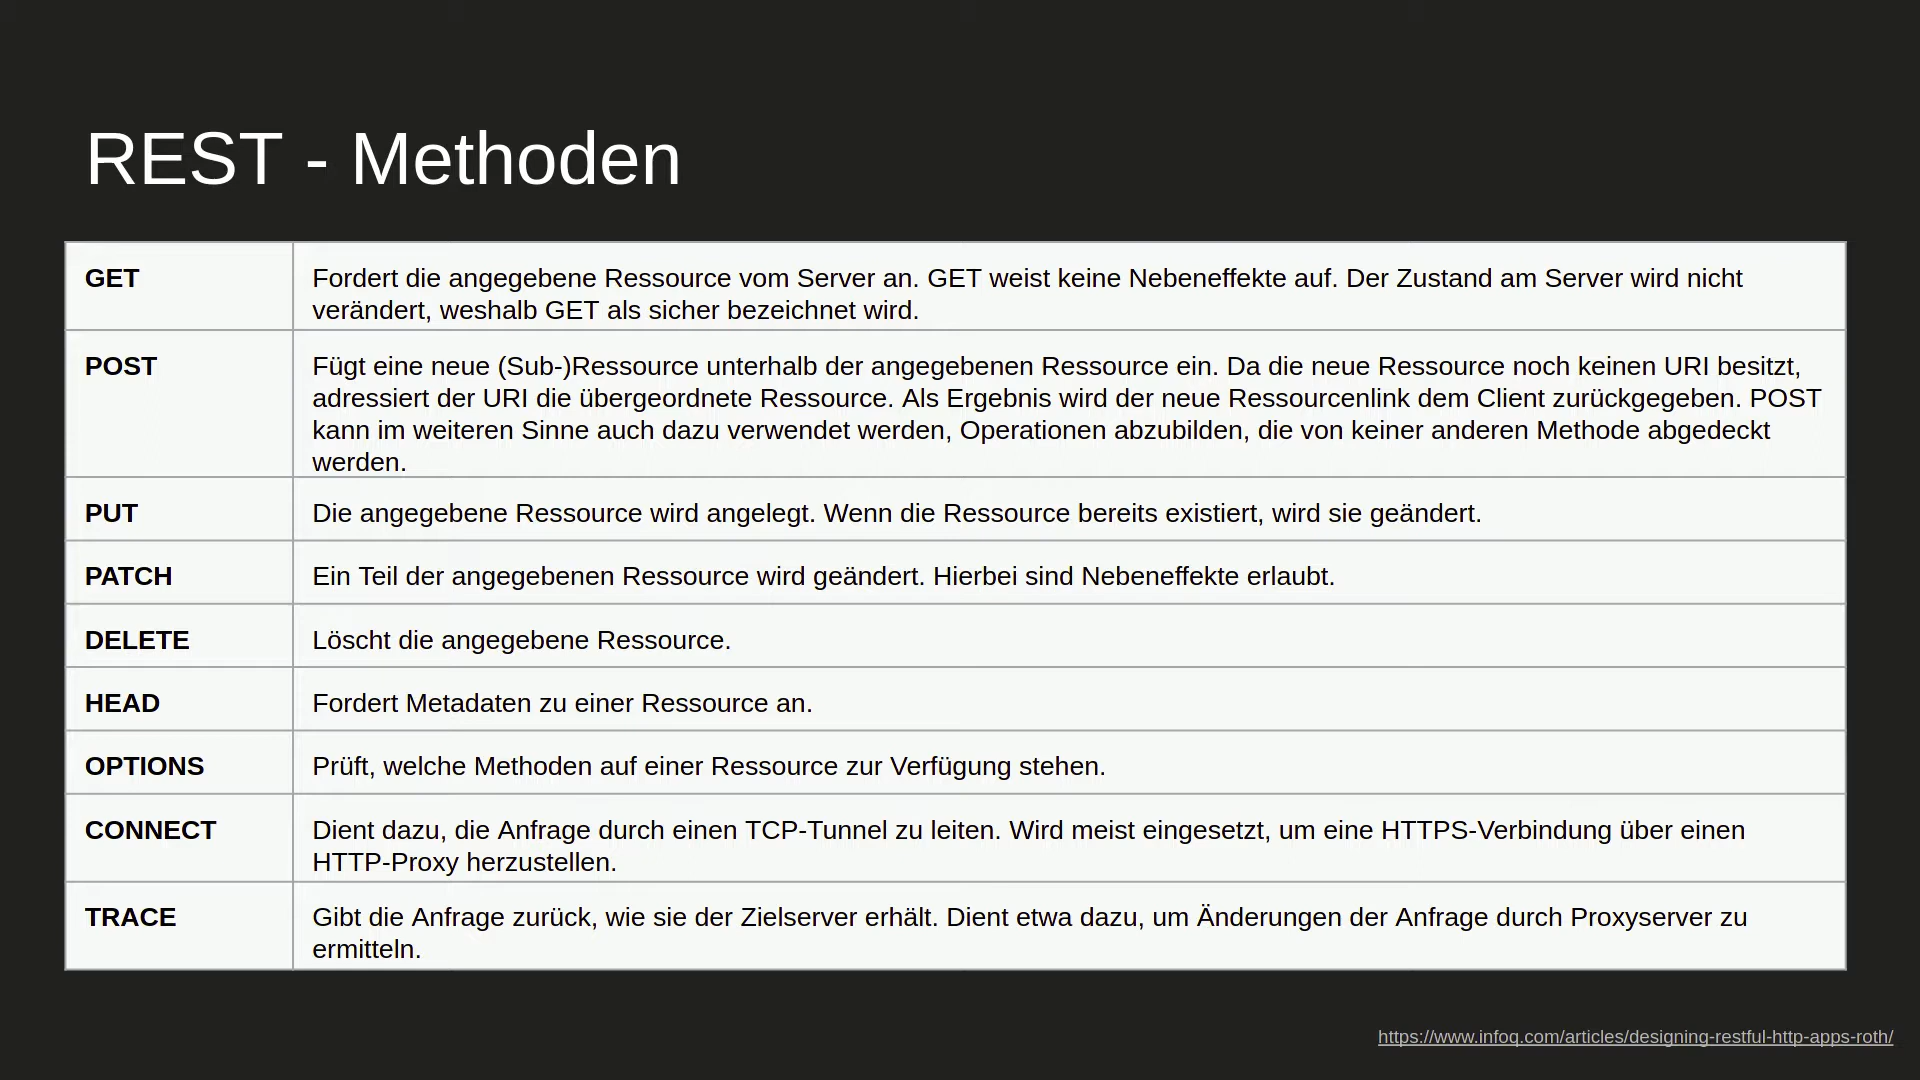 REST - Methoden
GET
Fordert die angegebene Ressource vom Server an. GET weist keine Nebeneffekte auf. Der Zustand am Server wird nicht
verändert, weshalb GET als sicher bezeichnet wird.
POST
Fügt eine neue (Sub-)Ressource unterhalb der angegebenen Ressource ein. Da die neue Ressource noch keinen URI besitzt,
adressiert der URI die übergeordnete Ressource. Als Ergebnis wird der neue Ressourcenlink dem Client zurückgegeben. POST
kann im weiteren Sinne auch dazu verwendet werden, Operationen abzubilden, die von keiner anderen Methode abgedeckt
werden.
PUT
Die angegebene Ressource wird angelegt. Wenn die Ressource bereits existiert, wird sie geändert.
PATCH
Ein Teil der angegebenen Ressource wird geändert. Hierbei sind Nebeneffekte erlaubt.
DELETE
Löscht die angegebene Ressource.
HEAD
Fordert Metadaten zu einer Ressource an.
OPTIONS
Prüft, welche Methoden auf einer Ressource zur Verfügung stehen.
CONNECT
Dient dazu, die Anfrage durch einen TCP-Tunnel zu leiten. Wird meist eingesetzt, um eine HTTPS-Verbindung über einen
HTTP-Proxy herzustellen.
TRACE
Gibt die Anfrage zurück, wie sie der Zielserver erhält. Dient etwa dazu, um Änderungen der Anfrage durch Proxyserver zu
ermitteln.
https://www.infoq.com/articles/designing-restful-http-apps-roth/